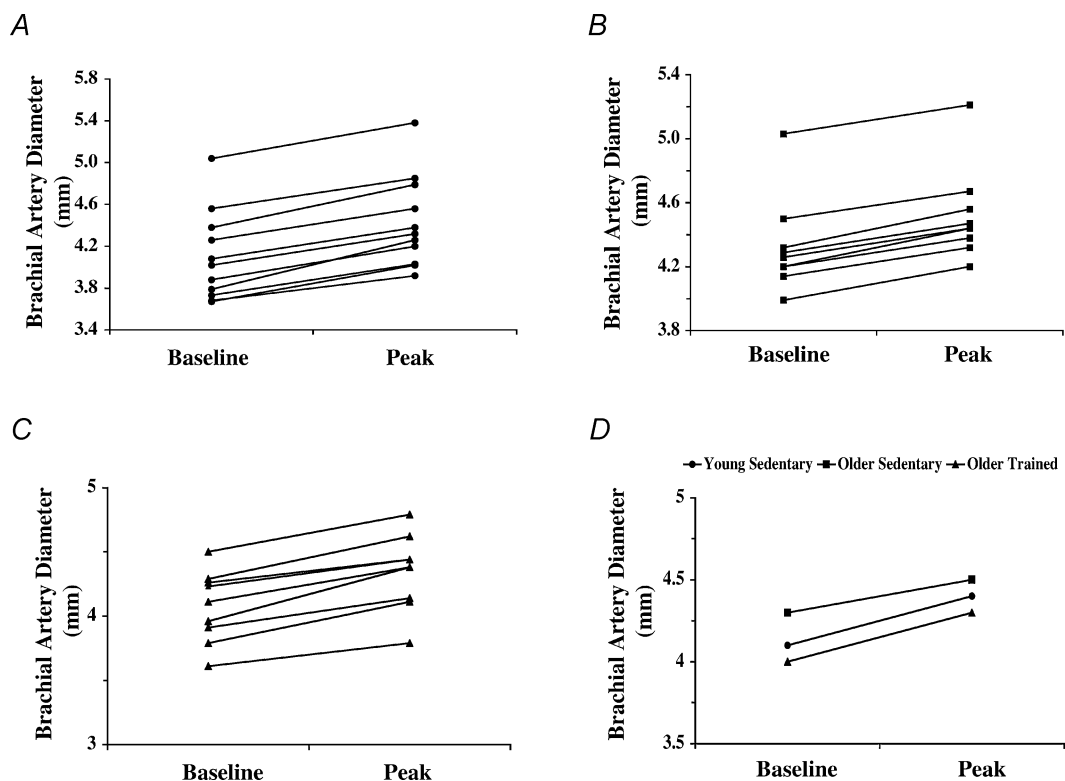 A
Brachial Artery Diameter
(mm)
5.8
5.4
5.0
4.6
4.2
3.8
3.4
Baseline
Peak
B
Brachial Artery Diameter
(mm)
5.4
5.0
4.6
4.2
3.8
Baseline
Peak
C
Brachial Artery Diameter
(mm)
5
4
3
Baseline
Peak
D
Young Sedentary Older Sedentary Older Trained
Brachial Artery Diameter
(mm)
5
4.5
4
3.5
Baseline
Peak